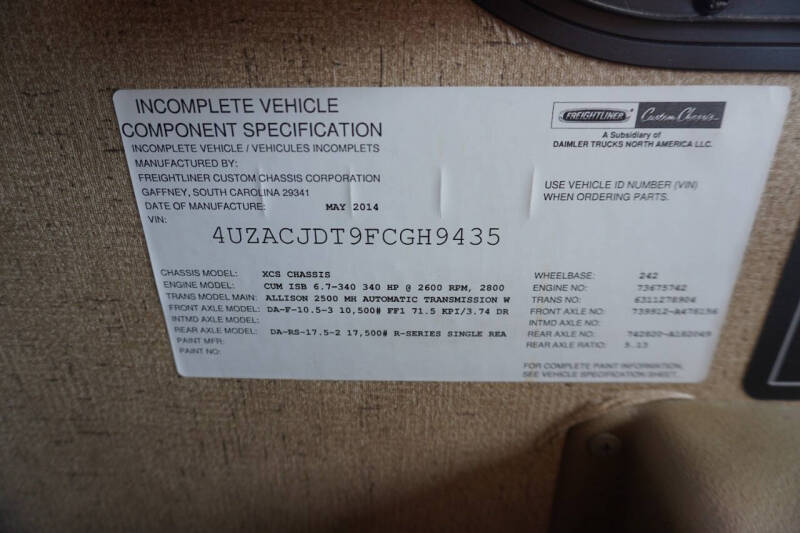 INCOMPLETE VEHICLE
COMPONENT SPECIFICATION
INCOMPLETE VEHICLE / VEHICULES INCOMPLETS
MANUFACTURED BY:
FREIGHTLINER CUSTOM CHASSIS CORPORATION
GAFFNEY, SOUTH CAROLINA 29341
DATE OF MANUFACTURE: MAY 2014
VIN:
4UZACJDT9FCGH9435
FREIGHTLINER Custom Chassis
A Subsidiary of
DAIMLER TRUCKS NORTH AMERICA LLC.
USE VEHICLE ID NUMBER (VIN)
WHEN ORDERING PARTS.
CHASSIS MODEL: XCS CHASSIS
ENGINE MODEL: CUM ISB 6.7-340 340 HP @ 2600 RPM, 2800
TRANS MODEL MAIN: ALLISON 2500 MH AUTOMATIC TRANSMISSION W
FRONT AXLE MODEL: DA-F-10.5-3 10,500# FF1 71.5 KPI/3.74 DR
INTMD AXLE MODEL:
REAR AXLE MODEL: DA-RS-17.5-2 17,500# R-SERIES SINGLE REA
PAINT MFR:
PAINT NO:
WHEELBASE: 242
ENGINE NO: 73675742
TRANS NO: 6311278904
FRONT AXLE NO:
INTMD AXLE NO:
REAR AXLE NO:
REAR AXLE RATIO: 5.13
FOR COMPLETE PAINT INFORMATION,
SEE VEHICLE SPECIFICATION SHEET.